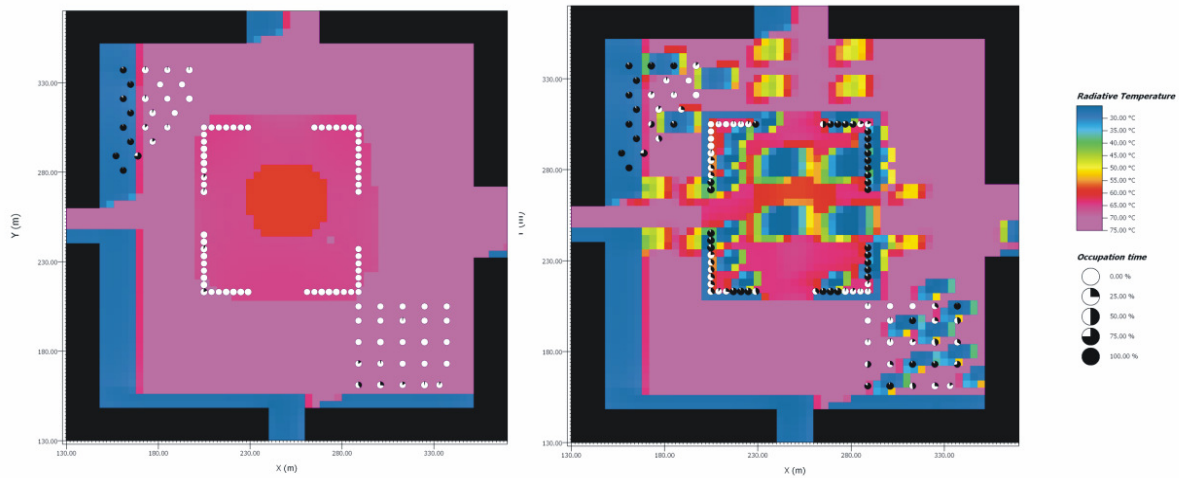 Y (m)
330.00
280.00
230.00
180.00
130.00
130.00 180.00 230.00 280.00 330.00
X (m)
330.00
280.00
230.00
180.00
130.00
130.00 180.00 230.00 280.00 330.00
X (m)
Radiative Temperature
30.00 °C
35.00 °C
40.00 °C
45.00 °C
50.00 °C
55.00 °C
60.00 °C
65.00 °C
70.00 °C
75.00 °C
Occupation time
0.00 %
25.00 %
50.00 %
75.00 %
100.00 %